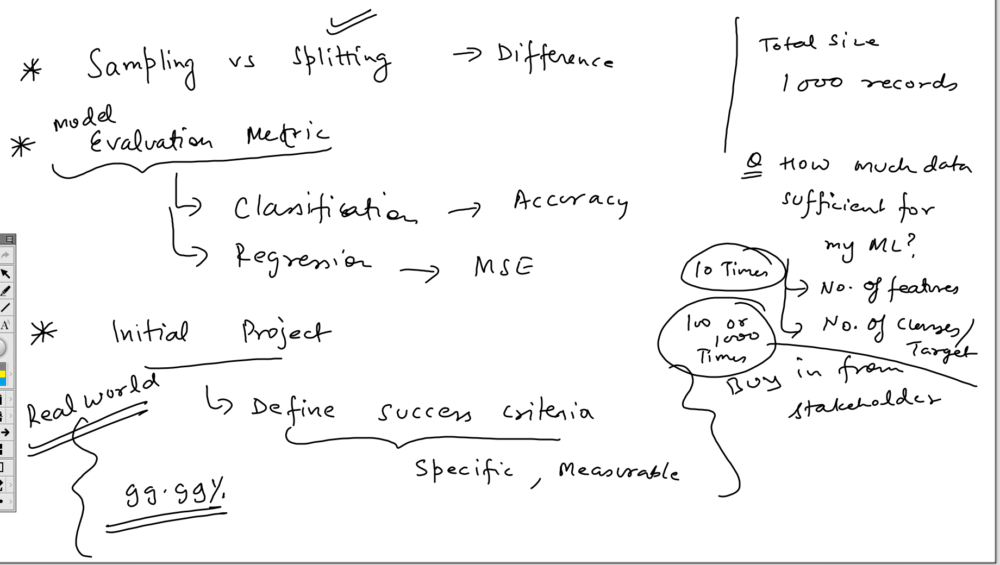 * Sampling vs Splitting → Difference
* model
Evaluation Metric
↳ Classification → Accuracy
↳ Regression → MSE
* Initial Project
Real world
↳ Define success criteria
Specific, Measurable
99.99%
Total size
1000 records
Q How much data
sufficient for
my ML?
10 Times
→ No. of features
100 or
1000
Times
→ No. of classes/
Target
Buy in from
stakeholder